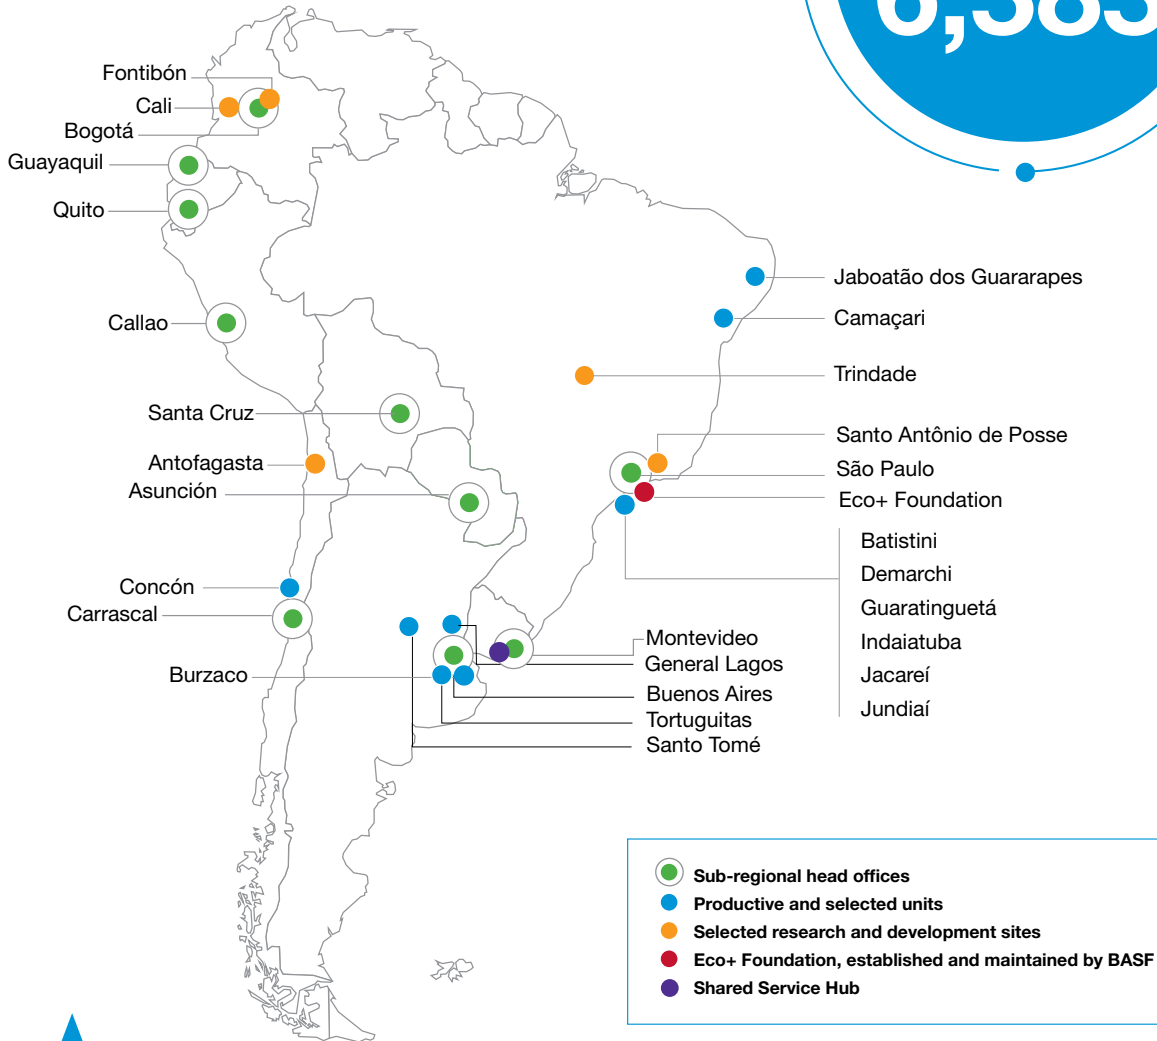 Fontibón
Cali
Bogotá
Guayaquil
Quito
Callao
Santa Cruz
Antofagasta
Asunción
Concón
Carrascal
Burzaco
Jaboatão dos Guararapes
Camaçari
Trindade
Santo Antônio de Posse
São Paulo
Eco+ Foundation
Batistini
Demarchi
Guaratinguetá
Indaiatuba
Jacareí
Jundiaí
Montevideo
General Lagos
Buenos Aires
Tortuguitas
Santo Tomé
Sub-regional head offices
Productive and selected units
Selected research and development sites
Eco+ Foundation, established and maintained by BASF
Shared Service Hub